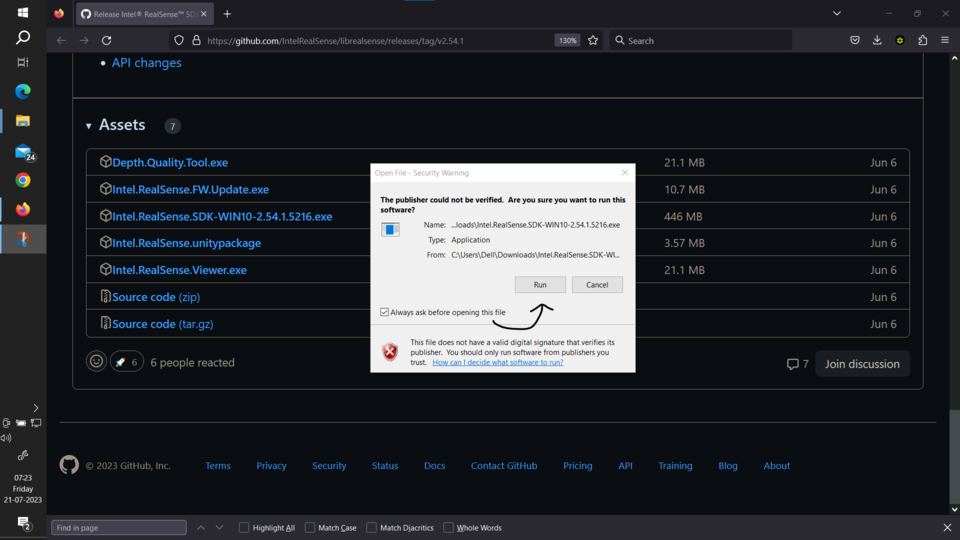 Release Intel® RealSense™ SD
https://github.com/IntelRealSense/librealsense/releases/tag/v2.54.1
130%
Search
API changes
Assets 7
Depth.Quality.Tool.exe 21.1 MB Jun 6
Intel.RealSense.FW.Update.exe 10.7 MB Jun 6
Intel.RealSense.SDK-WIN10-2.54.1.5216.exe 446 MB Jun 6
Intel.RealSense.unitypackage 3.57 MB Jun 6
Intel.RealSense.Viewer.exe 21.1 MB Jun 6
Source code (zip) Jun 6
Source code (tar.gz) Jun 6
Open File - Security Warning
The publisher could not be verified. Are you sure you want to run this
software?
Name: ...loads\Intel.RealSense.SDK-WIN10-2.54.1.5216.exe
Type: Application
From: C:\Users\Dell\Downloads\Intel.RealSense.SDK-WI...
Run Cancel
Always ask before opening this file
This file does not have a valid digital signature that verifies its
publisher. You should only run software from publishers you
trust. How can I decide what software to run?
6 6 people reacted
7 Join discussion
© 2023 GitHub, Inc. Terms Privacy Security Status Docs Contact GitHub Pricing API Training Blog About
24
07:23
Friday
21-07-2023
2
Find in page Highlight All Match Case Match Diacritics Whole Words